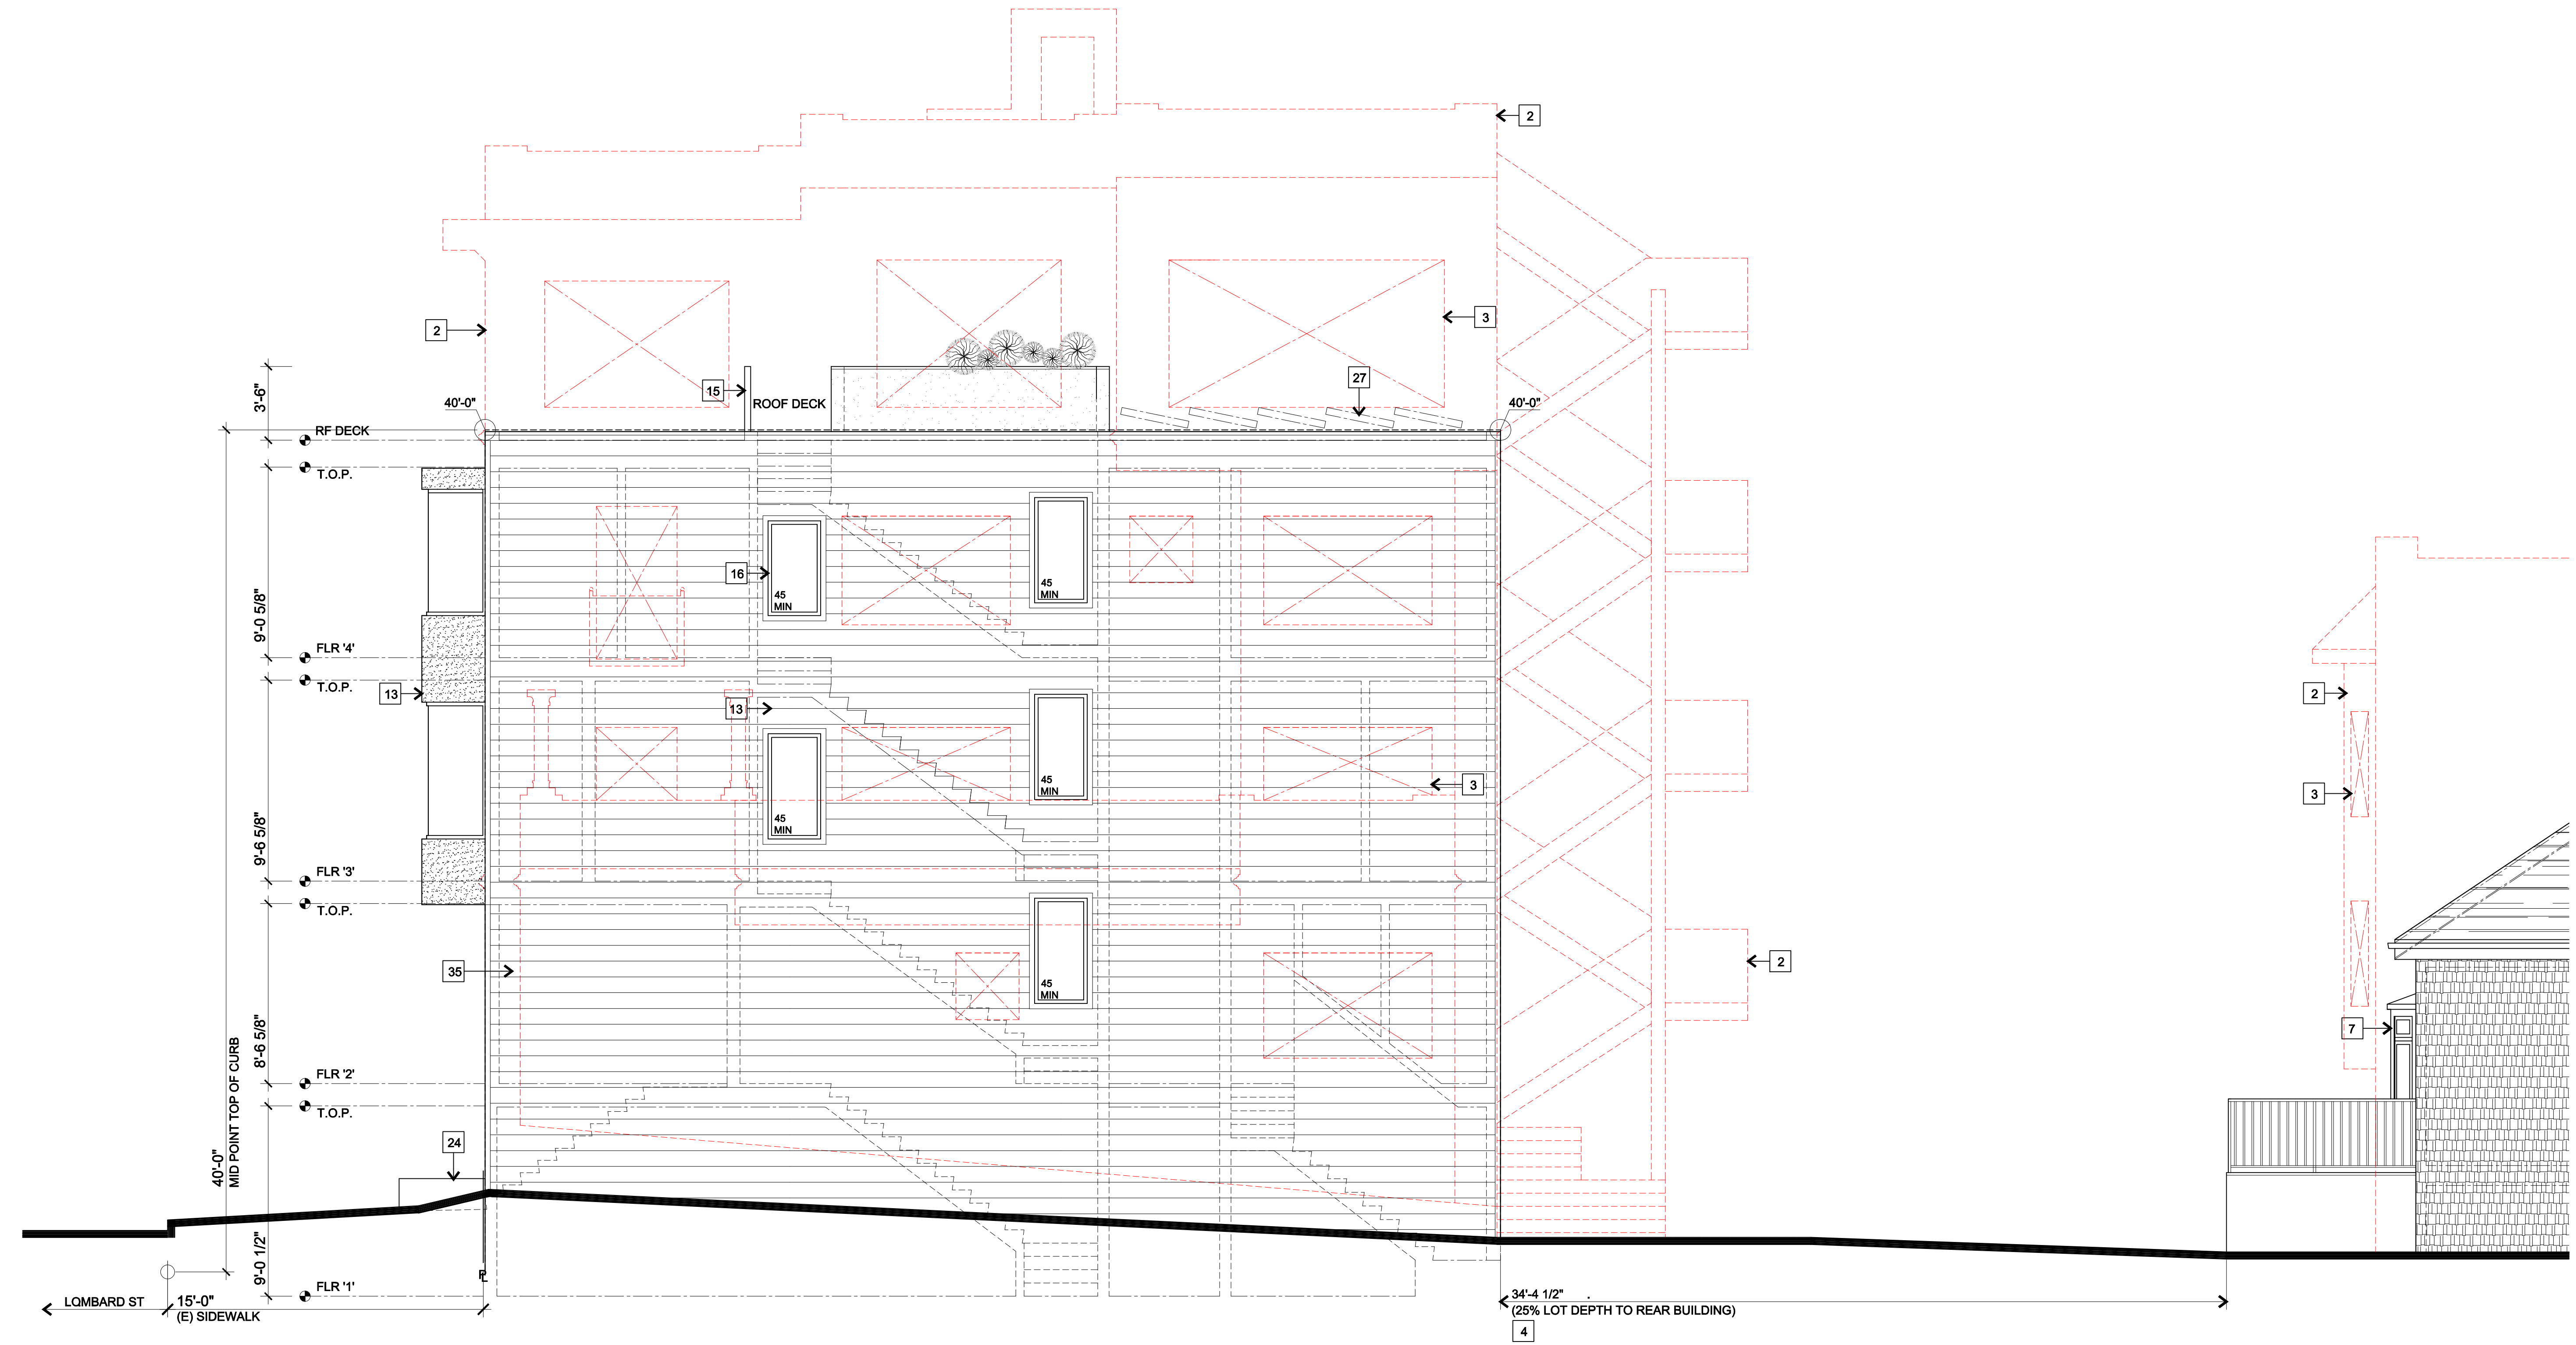 2
2
3
27
15
ROOF DECK
3'-6"
40'-0"
40'-0"
RF DECK
T.O.P.
16
45
MIN
45
MIN
9'-0 5/8"
FLR '4'
T.O.P.
13
13
2
45
MIN
3
3
45
MIN
9'-6 5/8"
FLR '3'
T.O.P.
35
2
45
MIN
7
8'-6 5/8"
FLR '2'
T.O.P.
40'-0"
MID POINT TOP OF CURB
24
9'-0 1/2"
PL
FLR '1'
LOMBARD ST
15'-0"
(E) SIDEWALK
34'-4 1/2"
(25% LOT DEPTH TO REAR BUILDING)
4